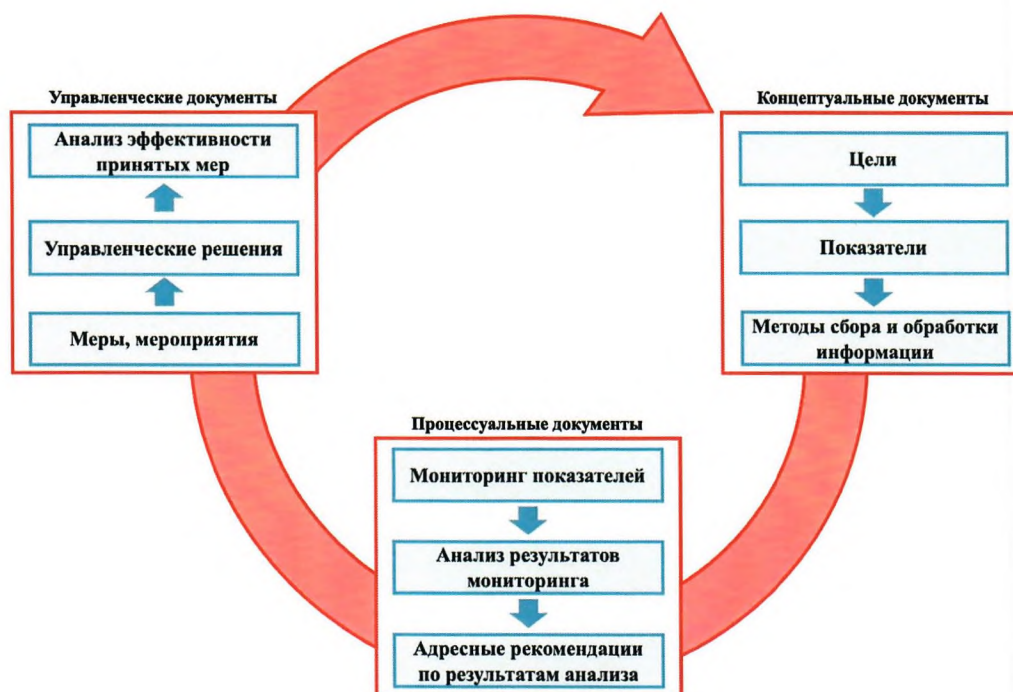 Управленческие документы
Анализ эффективности
принятых мер
Управленческие решения
Меры, мероприятия
Концептуальные документы
Цели
Показатели
Методы сбора и обработки
информации
Процессуальные документы
Мониторинг показателей
Анализ результатов
мониторинга
Адресные рекомендации
по результатам анализа